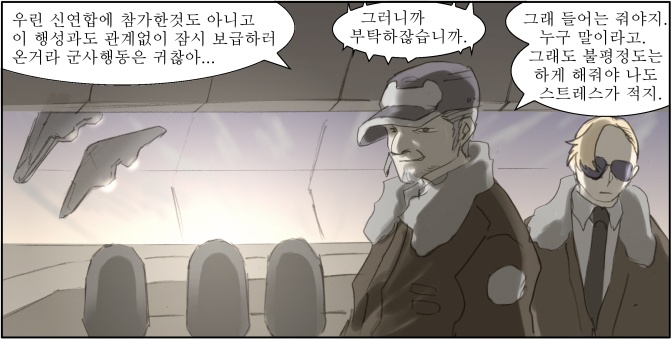 우린 신연합에 참가한것도 아니고
이 행성과도 관계없이 잠시 보급하러
온거라 군사행동은 귀찮아...
그러니까
부탁하잖습니까.
그래 들어는 줘야지.
누구 말이라고.
그래도 불평정도는
하게 해줘야 나도
스트레스가 적지.